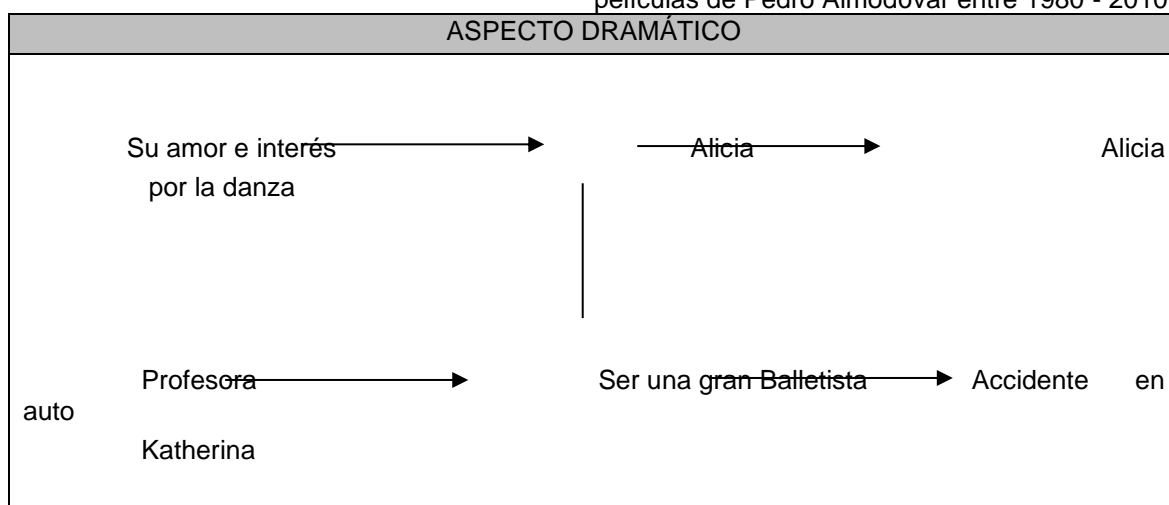 películas de Pedro Almodóvar entre 1980 - 2010
ASPECTO DRAMÁTICO
Su amor e interés Alicia Alicia
por la danza
Profesora Ser una gran Balletista Accidente en
auto
Katherina